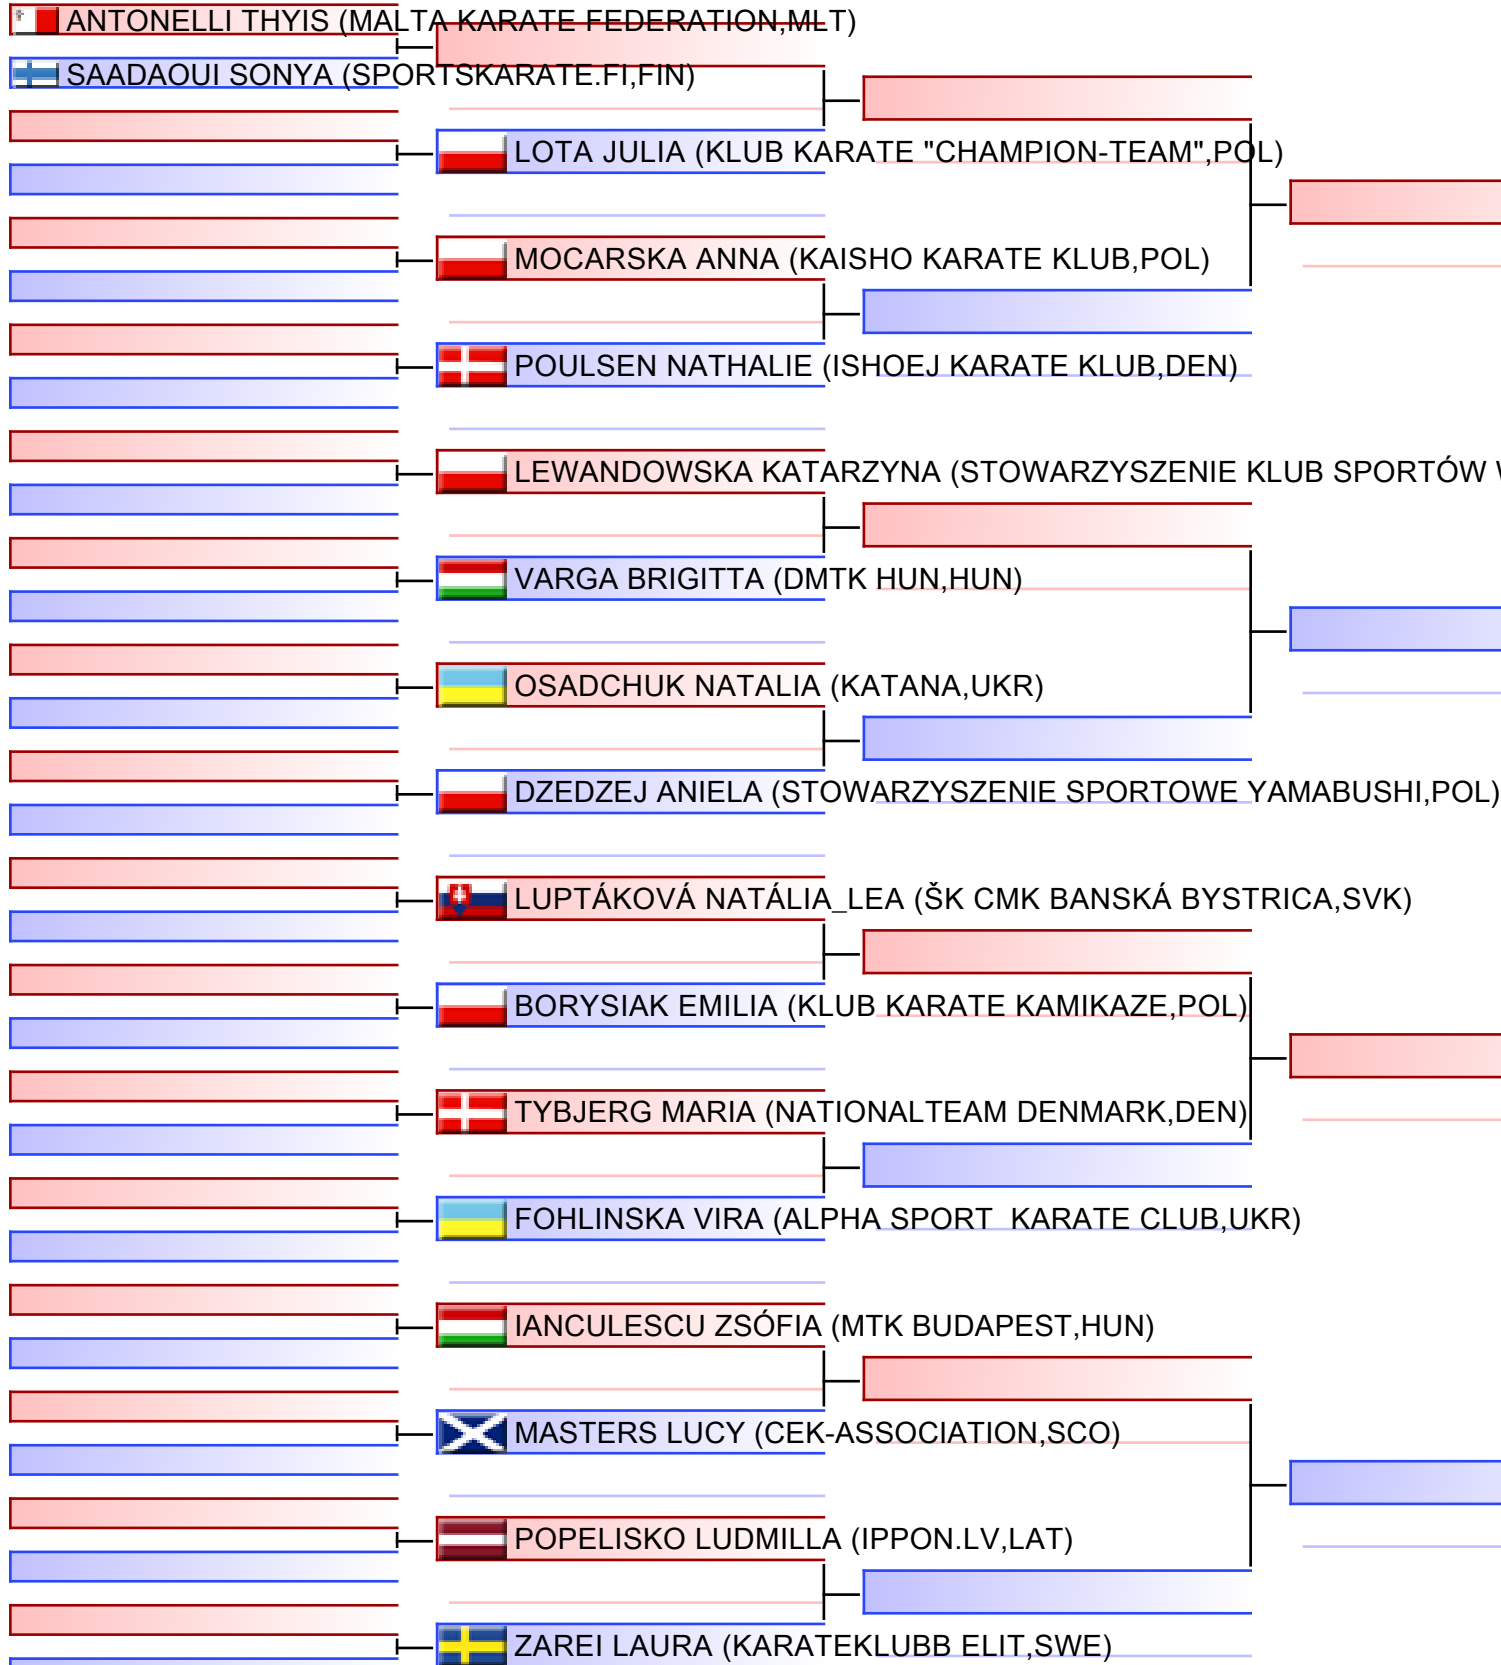 ANTONELLI THYIS (MALTA KARATE FEDERATION,MLT)
SAADAOUI SONYA (SPORTSKARATE.FI,FIN)
LOTA JULIA (KLUB KARATE "CHAMPION-TEAM",POL)
MOCARSKA ANNA (KAISHO KARATE KLUB,POL)
POULSEN NATHALIE (ISHOEJ KARATE KLUB,DEN)
LEWANDOWSKA KATARZYNA (STOWARZYSZENIE KLUB SPORTÓW
VARGA BRIGITTA (DMTK HUN,HUN)
OSADCHUK NATALIA (KATANA,UKR)
DZEDZEJ ANIELA (STOWARZYSZENIE SPORTOWE YAMABUSHI,POL)
LUPTÁKOVÁ NATÁLIA_LEA (ŠK CMK BANSKÁ BYSTRICA,SVK)
BORYSIAK EMILIA (KLUB KARATE KAMIKAZE,POL)
TYBJERG MARIA (NATIONALTEAM DENMARK,DEN)
FOHLINSKA VIRA (ALPHA SPORT  KARATE CLUB,UKR)
IANCULESCU ZSÓFIA (MTK BUDAPEST,HUN)
MASTERS LUCY (CEK-ASSOCIATION,SCO)
POPELISKO LUDMILLA (IPPON.LV,LAT)
ZAREI LAURA (KARATEKLUBB ELIT,SWE)